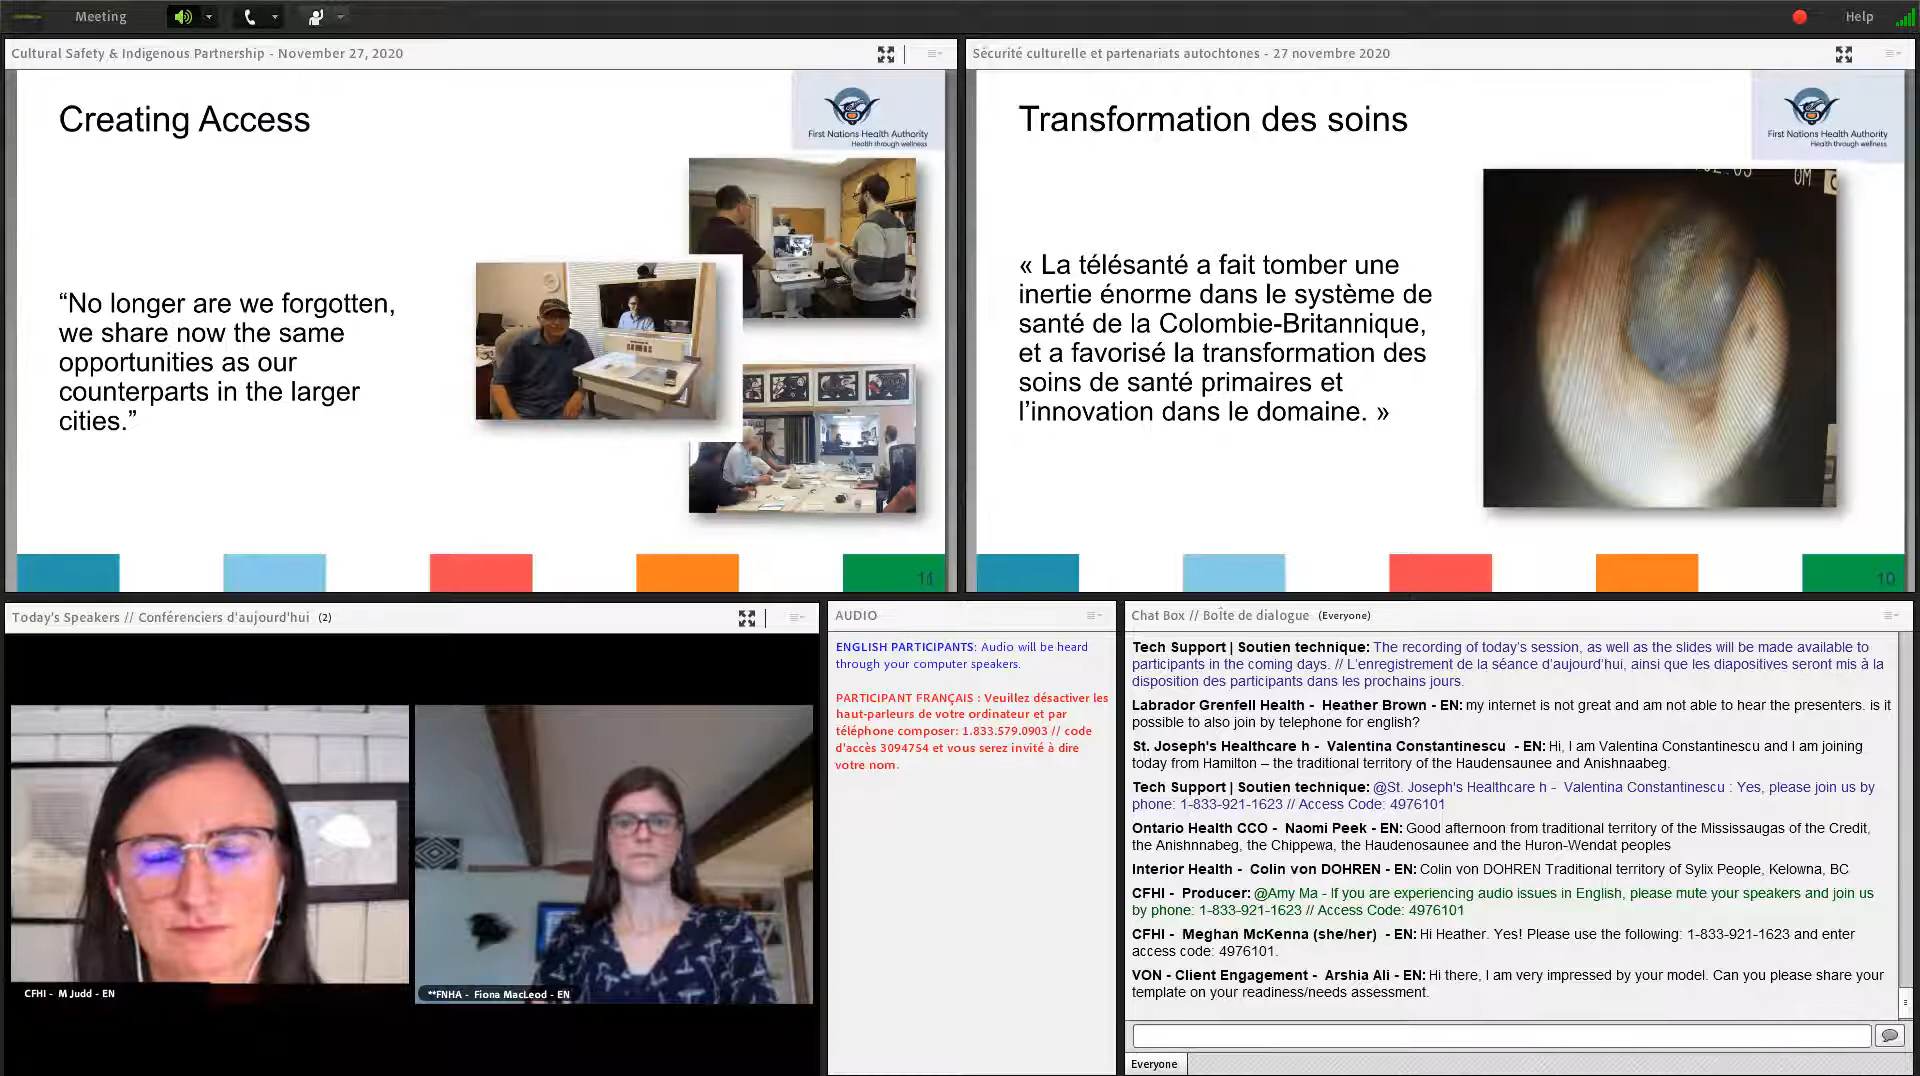 Meeting
Help
Cultural Safety & Indigenous Partnership - November 27, 2020
Creating Access
First Nations Health Authority
Health through wellness
“No longer are we forgotten,
we share now the same
opportunities as our
counterparts in the larger
cities.”
11
Sécurité culturelle et partenariats autochtones - 27 novembre 2020
Transformation des soins
First Nations Health Authority
Health through wellness
« La télésanté a fait tomber une
inertie énorme dans le système de
santé de la Colombie-Britannique,
et a favorisé la transformation des
soins de santé primaires et
l’innovation dans le domaine. »
10
Today's Speakers // Conférenciers d'aujourd'hui (2)
CFHI - M Judd - EN
**FNHA - Fiona MacLeod - EN
AUDIO
ENGLISH PARTICIPANTS: Audio will be heard
through your computer speakers.
PARTICIPANT FRANÇAIS : Veuillez désactiver les
haut-parleurs de votre ordinateur et par
téléphone composer: 1.833.579.0903 // code
d'accès 3094754 et vous serez invité à dire
votre nom.
Chat Box // Boîte de dialogue (Everyone)
Tech Support | Soutien technique: The recording of today's session, as well as the slides will be made available to
participants in the coming days. // L'enregistrement de la séance d'aujourd'hui, ainsi que les diapositives seront mis à la
disposition des participants dans les prochains jours.
Labrador Grenfell Health - Heather Brown - EN: my internet is not great and am not able to hear the presenters. is it
possible to also join by telephone for english?
St. Joseph's Healthcare h - Valentina Constantinescu - EN: Hi, I am Valentina Constantinescu and I am joining
today from Hamilton – the traditional territory of the Haudensaunee and Anishnaabeg.
Tech Support | Soutien technique: @St. Joseph's Healthcare h - Valentina Constantinescu : Yes, please join us by
phone: 1-833-921-1623 // Access Code: 4976101
Ontario Health CCO - Naomi Peek - EN: Good afternoon from traditional territory of the Mississaugas of the Credit,
the Anishnnabeg, the Chippewa, the Haudenosaunee and the Huron-Wendat peoples
Interior Health - Colin von DOHREN - EN: Colin von DOHREN Traditional territory of Sylix People, Kelowna, BC
CFHI - Producer: @Amy Ma - If you are experiencing audio issues in English, please mute your speakers and join us
by phone: 1-833-921-1623 // Access Code: 4976101
CFHI - Meghan McKenna (she/her) - EN: Hi Heather. Yes! Please use the following: 1-833-921-1623 and enter
access code: 4976101.
VON - Client Engagement - Arshia Ali - EN: Hi there, I am very impressed by your model. Can you please share your
template on your readiness/needs assessment.
Everyone